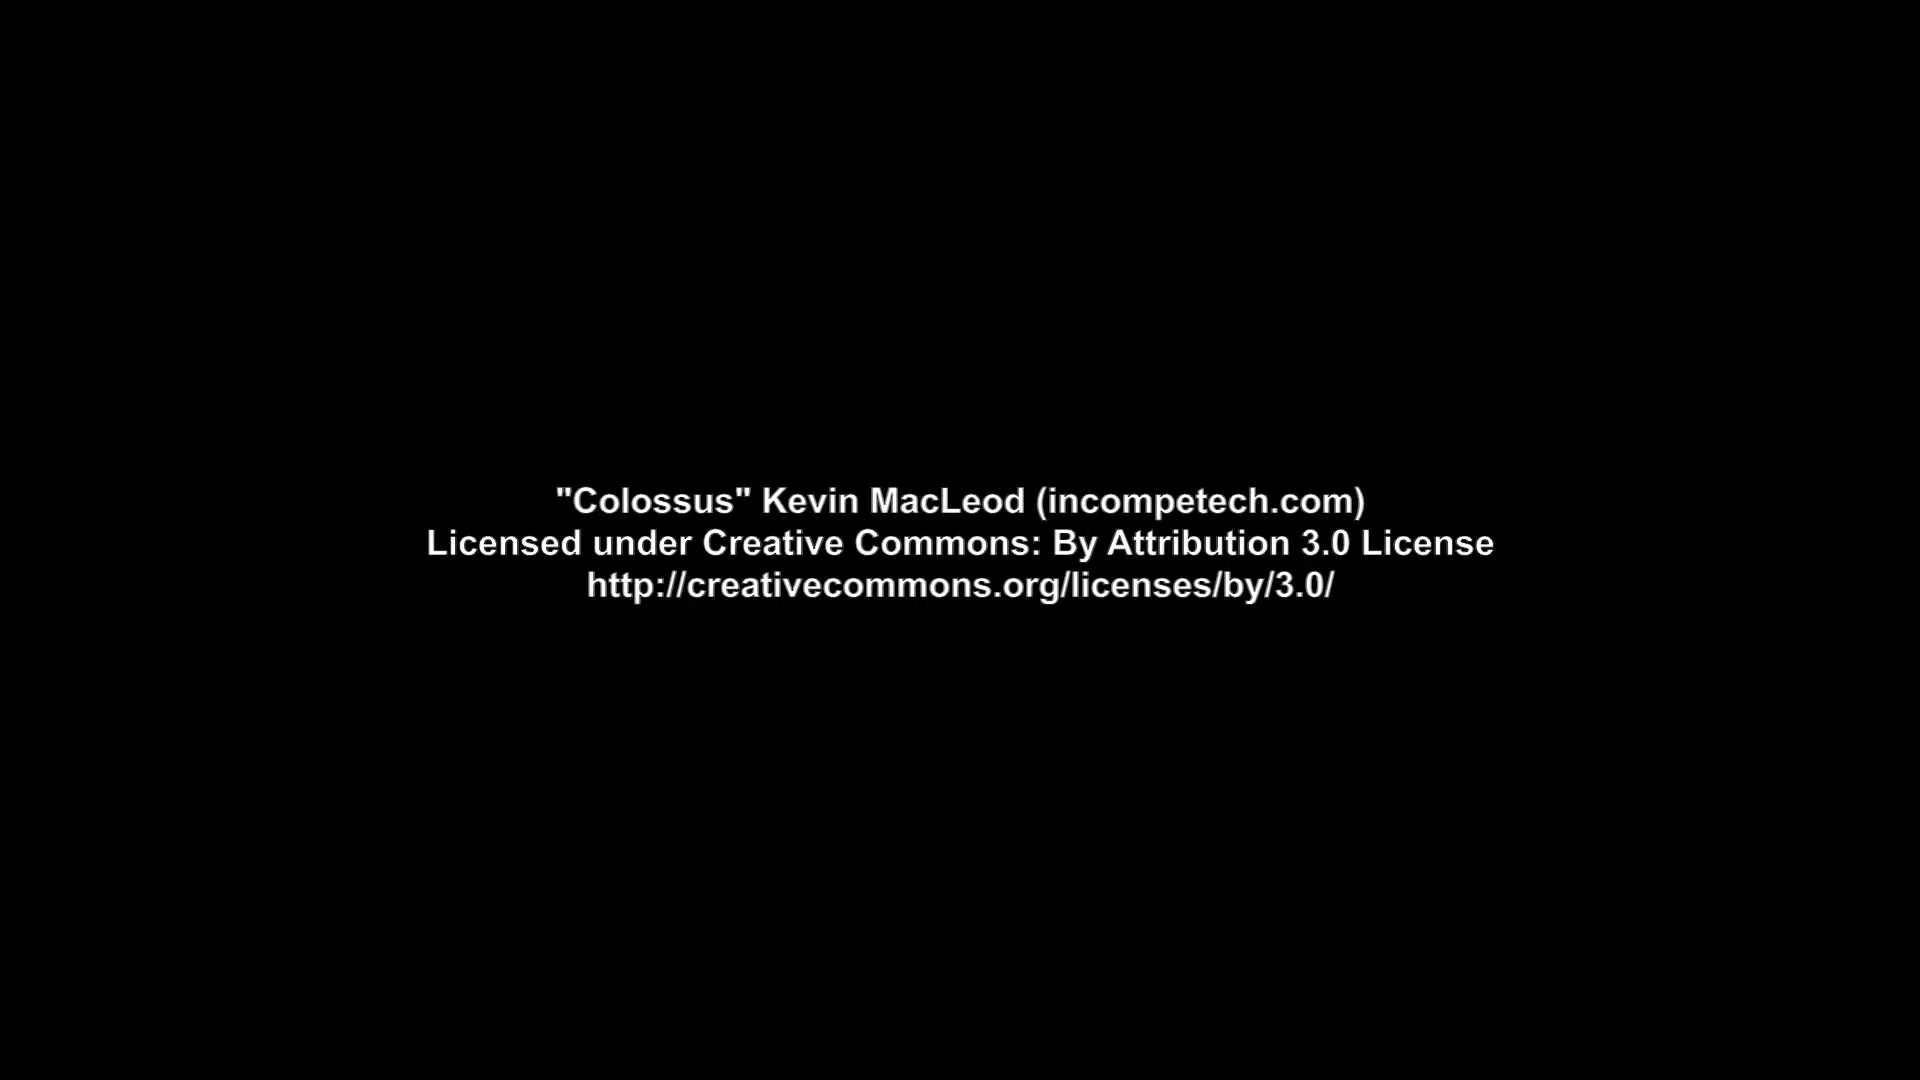 "Colossus" Kevin MacLeod (incompetech.com)
Licensed under Creative Commons: By Attribution 3.0 License
http://creativecommons.org/licenses/by/3.0/